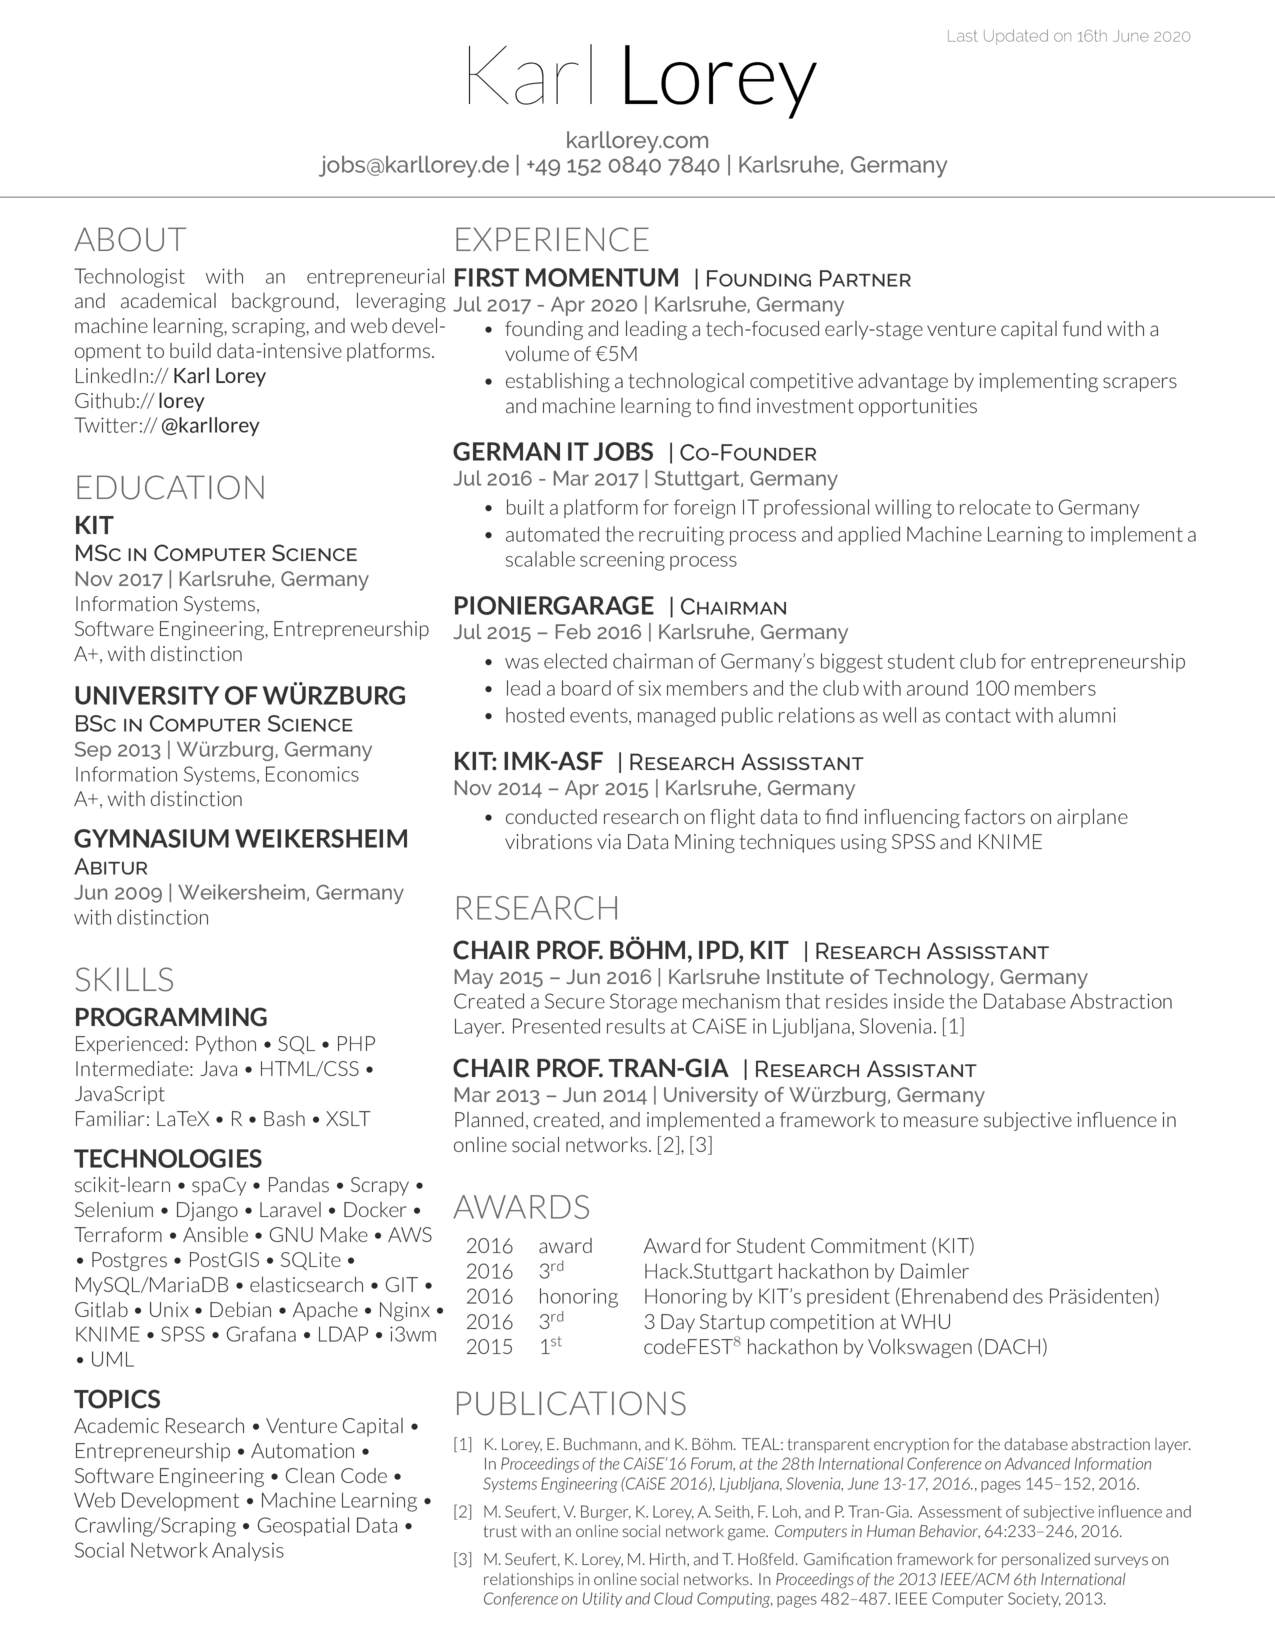 Last Updated on 16th June 2020
Karl Lorey
karllorey.com
jobs@karllorey.de | +49 152 0840 7840 | Karlsruhe, Germany
ABOUT
Technologist with an entrepreneurial
and academical background, leveraging
machine learning, scraping, and web devel-
opment to build data-intensive platforms.
LinkedIn:// Karl Lorey
Github:// lorey
Twitter:// @karllorey
EDUCATION
KIT
MSc in Computer Science
Nov 2017 | Karlsruhe, Germany
Information Systems,
Software Engineering, Entrepreneurship
A+, with distinction
UNIVERSITY OF WÜRZBURG
BSc in Computer Science
Sep 2013 | Würzburg, Germany
Information Systems, Economics
A+, with distinction
GYMNASIUM WEIKERSHEIM
Abitur
Jun 2009 | Weikersheim, Germany
with distinction
SKILLS
PROGRAMMING
Experienced: Python • SQL • PHP
Intermediate: Java • HTML/CSS •
JavaScript
Familiar: LaTeX • R • Bash • XSLT
TECHNOLOGIES
scikit-learn • spaCy • Pandas • Scrapy •
Selenium • Django • Laravel • Docker •
Terraform • Ansible • GNU Make • AWS
• Postgres • PostGIS • SQLite •
MySQL/MariaDB • elasticsearch • GIT •
Gitlab • Unix • Debian • Apache • Nginx •
KNIME • SPSS • Grafana • LDAP • i3wm
• UML
TOPICS
Academic Research • Venture Capital •
Entrepreneurship • Automation •
Software Engineering • Clean Code •
Web Development • Machine Learning •
Crawling/Scraping • Geospatial Data •
Social Network Analysis
EXPERIENCE
FIRST MOMENTUM | Founding Partner
Jul 2017 - Apr 2020 | Karlsruhe, Germany
• founding and leading a tech-focused early-stage venture capital fund with a
volume of €5M
• establishing a technological competitive advantage by implementing scrapers
and machine learning to find investment opportunities
GERMAN IT JOBS | Co-Founder
Jul 2016 - Mar 2017 | Stuttgart, Germany
• built a platform for foreign IT professional willing to relocate to Germany
• automated the recruiting process and applied Machine Learning to implement a
scalable screening process
PIONIERGARAGE | Chairman
Jul 2015 – Feb 2016 | Karlsruhe, Germany
• was elected chairman of Germany's biggest student club for entrepreneurship
• lead a board of six members and the club with around 100 members
• hosted events, managed public relations as well as contact with alumni
KIT: IMK-ASF | Research Assisstant
Nov 2014 – Apr 2015 | Karlsruhe, Germany
• conducted research on flight data to find influencing factors on airplane
vibrations via Data Mining techniques using SPSS and KNIME
RESEARCH
CHAIR PROF. BÖHM, IPD, KIT | Research Assisstant
May 2015 – Jun 2016 | Karlsruhe Institute of Technology, Germany
Created a Secure Storage mechanism that resides inside the Database Abstraction
Layer. Presented results at CAiSE in Ljubljana, Slovenia. [1]
CHAIR PROF. TRAN-GIA | Research Assistant
Mar 2013 – Jun 2014 | University of Würzburg, Germany
Planned, created, and implemented a framework to measure subjective influence in
online social networks. [2], [3]
AWARDS
2016 award Award for Student Commitment (KIT)
2016 3rd Hack.Stuttgart hackathon by Daimler
2016 honoring Honoring by KIT's president (Ehrenabend des Präsidenten)
2016 3rd 3 Day Startup competition at WHU
2015 1st codeFEST8 hackathon by Volkswagen (DACH)
PUBLICATIONS
[1] K. Lorey, E. Buchmann, and K. Böhm. TEAL: transparent encryption for the database abstraction layer.
In Proceedings of the CAiSE'16 Forum, at the 28th International Conference on Advanced Information
Systems Engineering (CAiSE 2016), Ljubljana, Slovenia, June 13-17, 2016., pages 145–152, 2016.
[2] M. Seufert, V. Burger, K. Lorey, A. Seith, F. Loh, and P. Tran-Gia. Assessment of subjective influence and
trust with an online social network game. Computers in Human Behavior, 64:233–246, 2016.
[3] M. Seufert, K. Lorey, M. Hirth, and T. Hoßfeld. Gamification framework for personalized surveys on
relationships in online social networks. In Proceedings of the 2013 IEEE/ACM 6th International
Conference on Utility and Cloud Computing, pages 482–487. IEEE Computer Society, 2013.